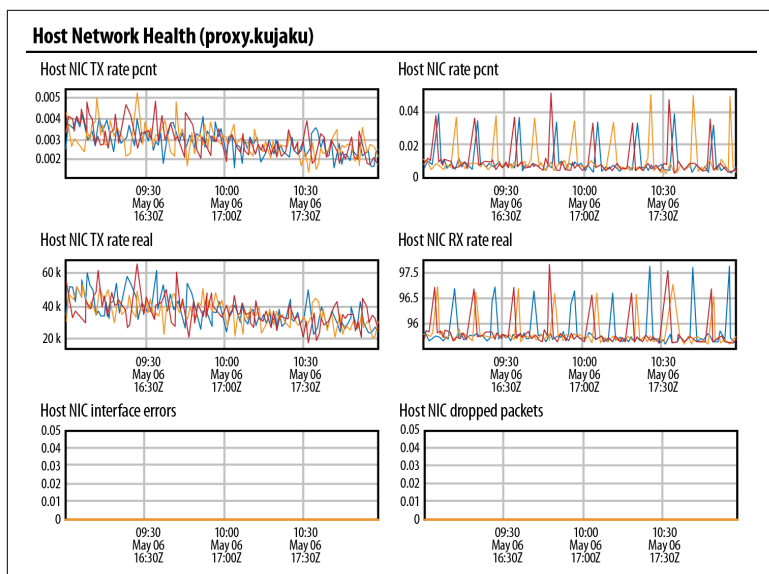 Host Network Health (proxy.kujaku)
Host NIC TX rate pcnt
0.005
0.004
0.003
0.002
09:30
May 06
16:30Z
10:00
May 06
17:00Z
10:30
May 06
17:30Z
Host NIC rate pcnt
0.04
0.02
0
09:30
May 06
16:30Z
10:00
May 06
17:00Z
10:30
May 06
17:30Z
Host NIC TX rate real
60 k
40 k
20 k
09:30
May 06
16:30Z
10:00
May 06
17:00Z
10:30
May 06
17:30Z
Host NIC RX rate real
97.5
96.5
96
09:30
May 06
16:30Z
10:00
May 06
17:00Z
10:30
May 06
17:30Z
Host NIC interface errors
0.05
0.04
0.03
0.02
0.01
0
09:30
May 06
16:30Z
10:00
May 06
17:00Z
10:30
May 06
17:30Z
Host NIC dropped packets
0.05
0.04
0.03
0.02
0.01
0
09:30
May 06
16:30Z
10:00
May 06
17:00Z
10:30
May 06
17:30Z